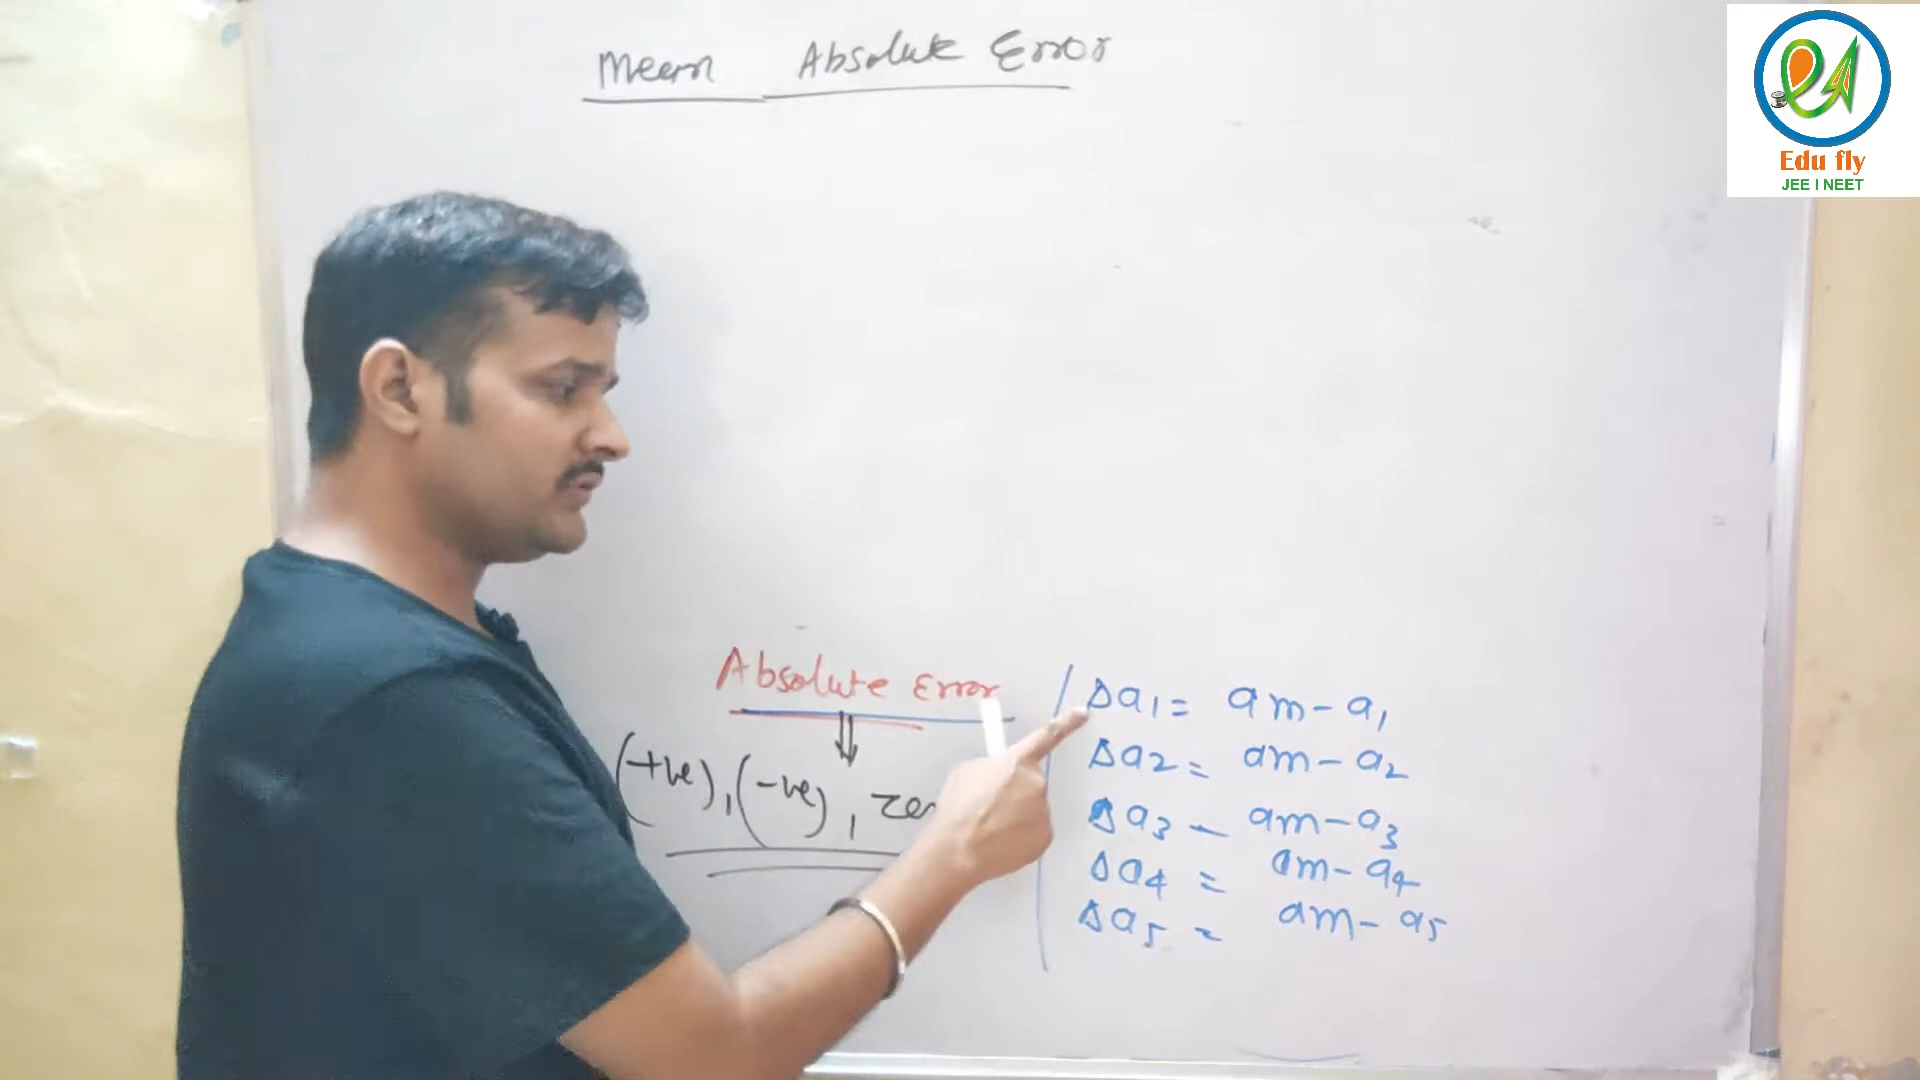 Mean Absolute Error
Edu fly
JEE I NEET
Absolute Error
(+ve), (-ve), zer
Δa1 = am - a1
Δa2 = am - a2
Δa3 - am - a3
Δa4 = am - a4
Δa5 = am - a5